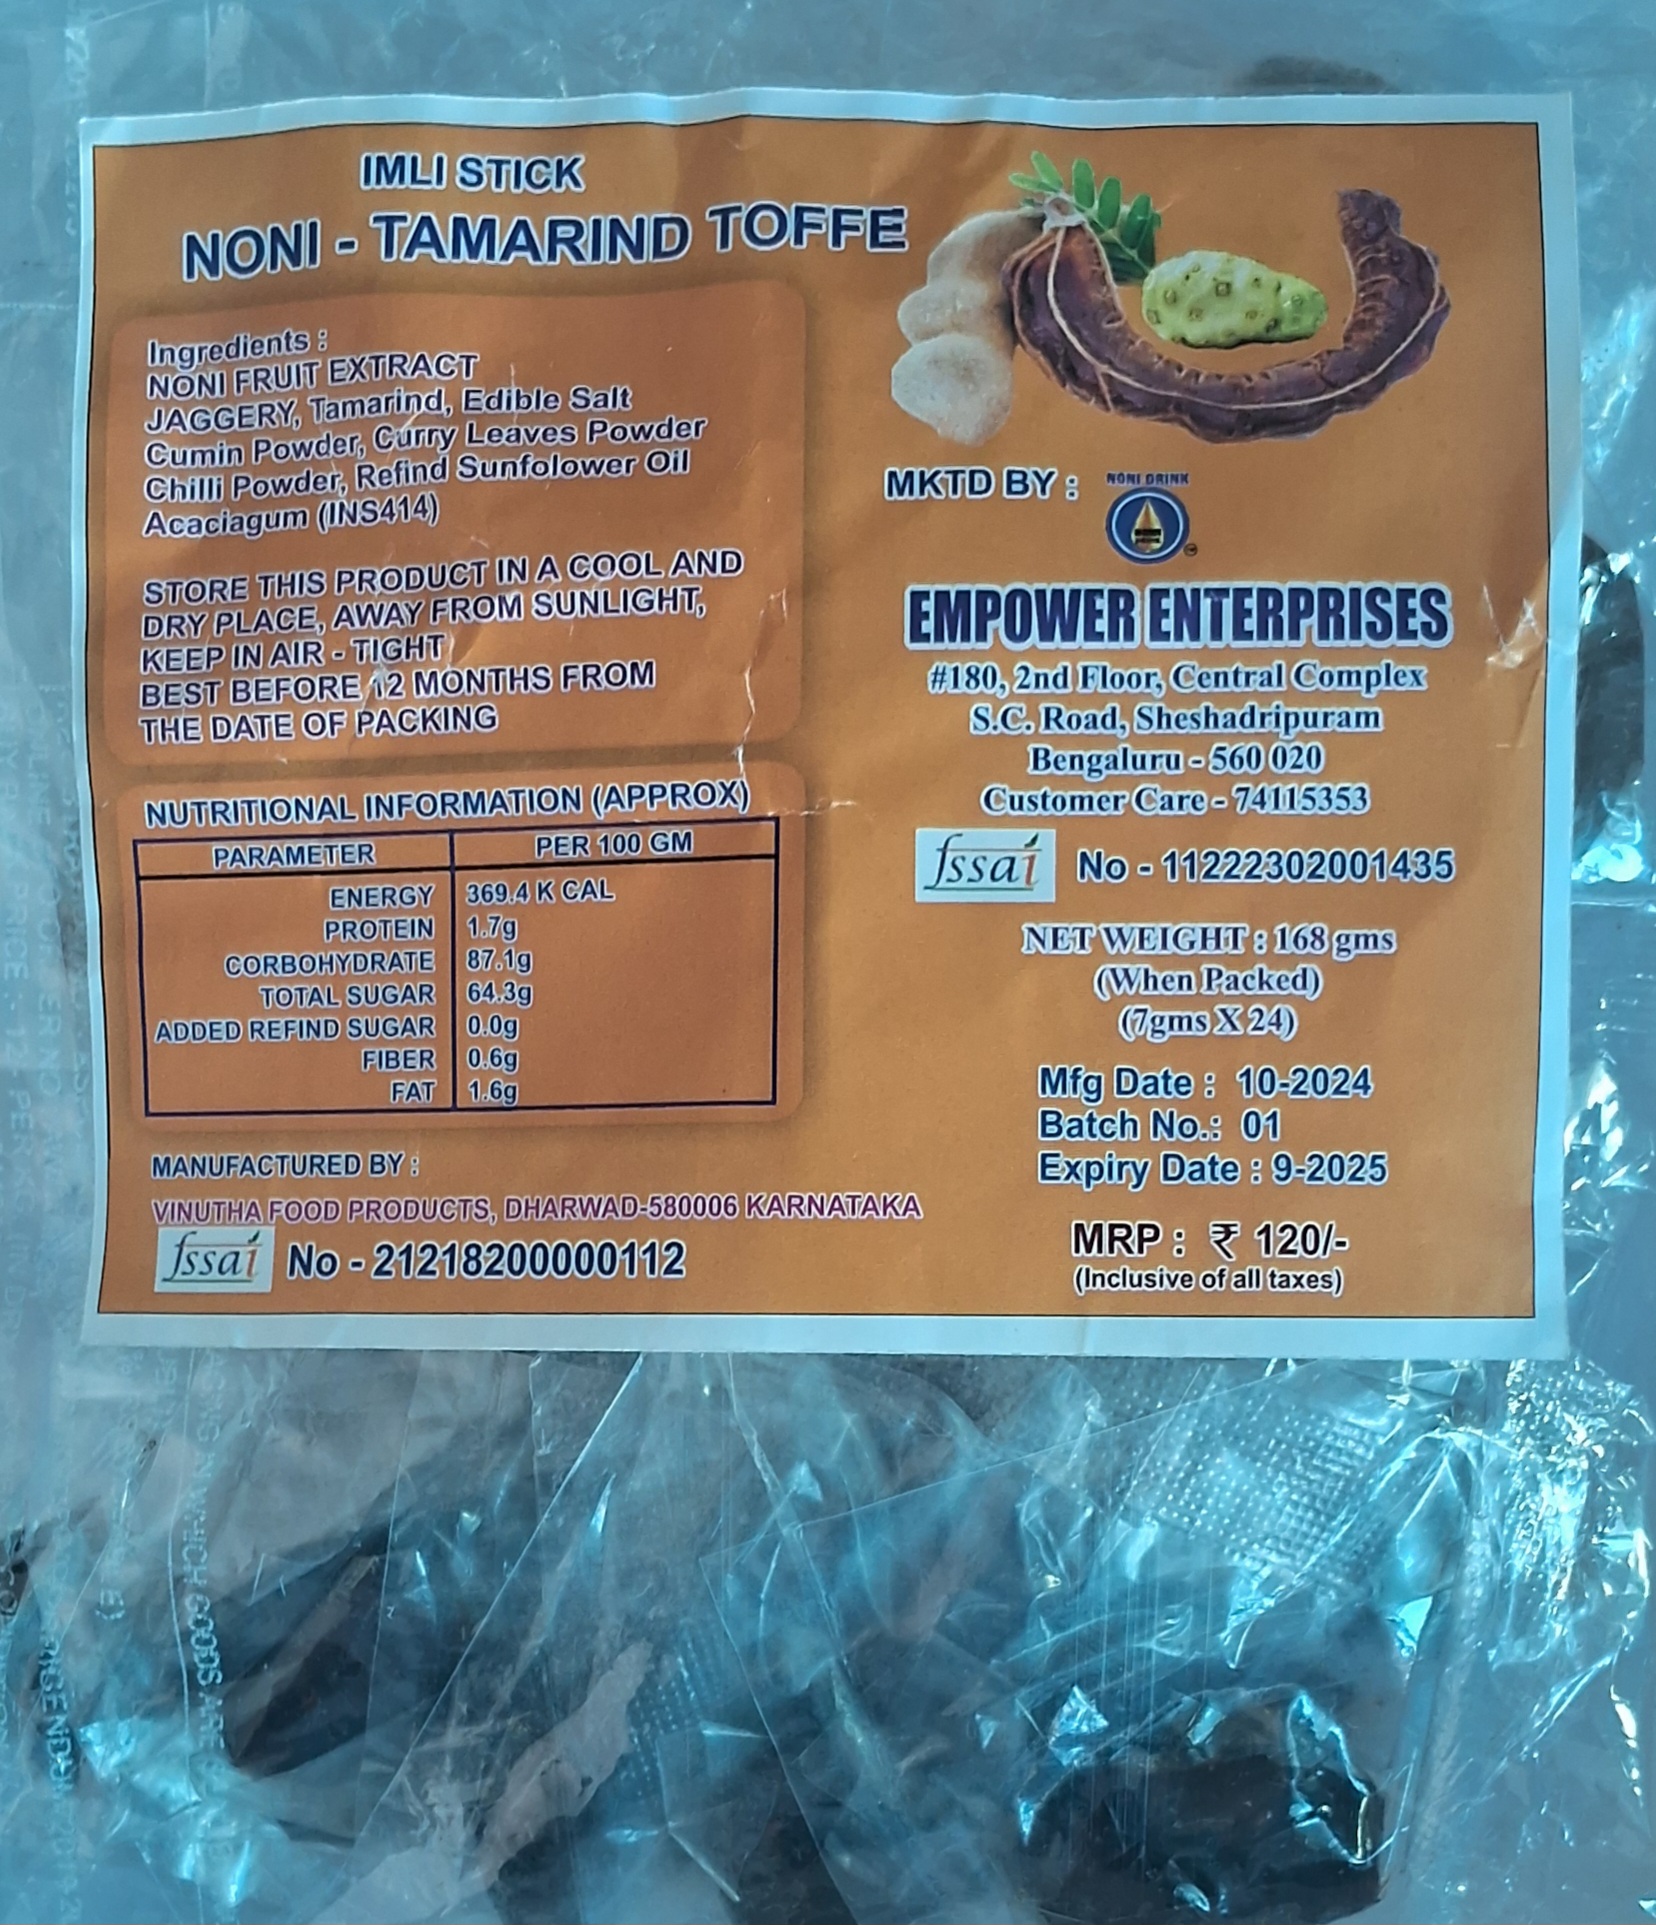 IMLI STICK
NONI - TAMARIND TOFFE
Ingredients :
NONI FRUIT EXTRACT
JAGGERY, Tamarind, Edible Salt
Cumin Powder, Curry Leaves Powder
Chilli Powder, Refind Sunfolower Oil
Acaciagum (INS414)
STORE THIS PRODUCT IN A COOL AND
DRY PLACE, AWAY FROM SUNLIGHT,
KEEP IN AIR - TIGHT
BEST BEFORE 12 MONTHS FROM
THE DATE OF PACKING
NUTRITIONAL INFORMATION (APPROX)
PARAMETER PER 100 GM
ENERGY 369.4 K CAL
PROTEIN 1.7g
CORBOHYDRATE 87.1g
TOTAL SUGAR 64.3g
ADDED REFIND SUGAR 0.0g
FIBER 0.6g
FAT 1.6g
MANUFACTURED BY :
VINUTHA FOOD PRODUCTS, DHARWAD-580006 KARNATAKA
fssai No - 21218200000112
MKTD BY : NONI DRINK
EMPOWER ENTERPRISES
#180, 2nd Floor, Central Complex
S.C. Road, Sheshadripuram
Bengaluru - 560 020
Customer Care - 74115353
fssai No - 11222302001435
NET WEIGHT : 168 gms
(When Packed)
(7gms X 24)
Mfg Date : 10-2024
Batch No.: 01
Expiry Date : 9-2025
MRP : ₹ 120/-
(Inclusive of all taxes)